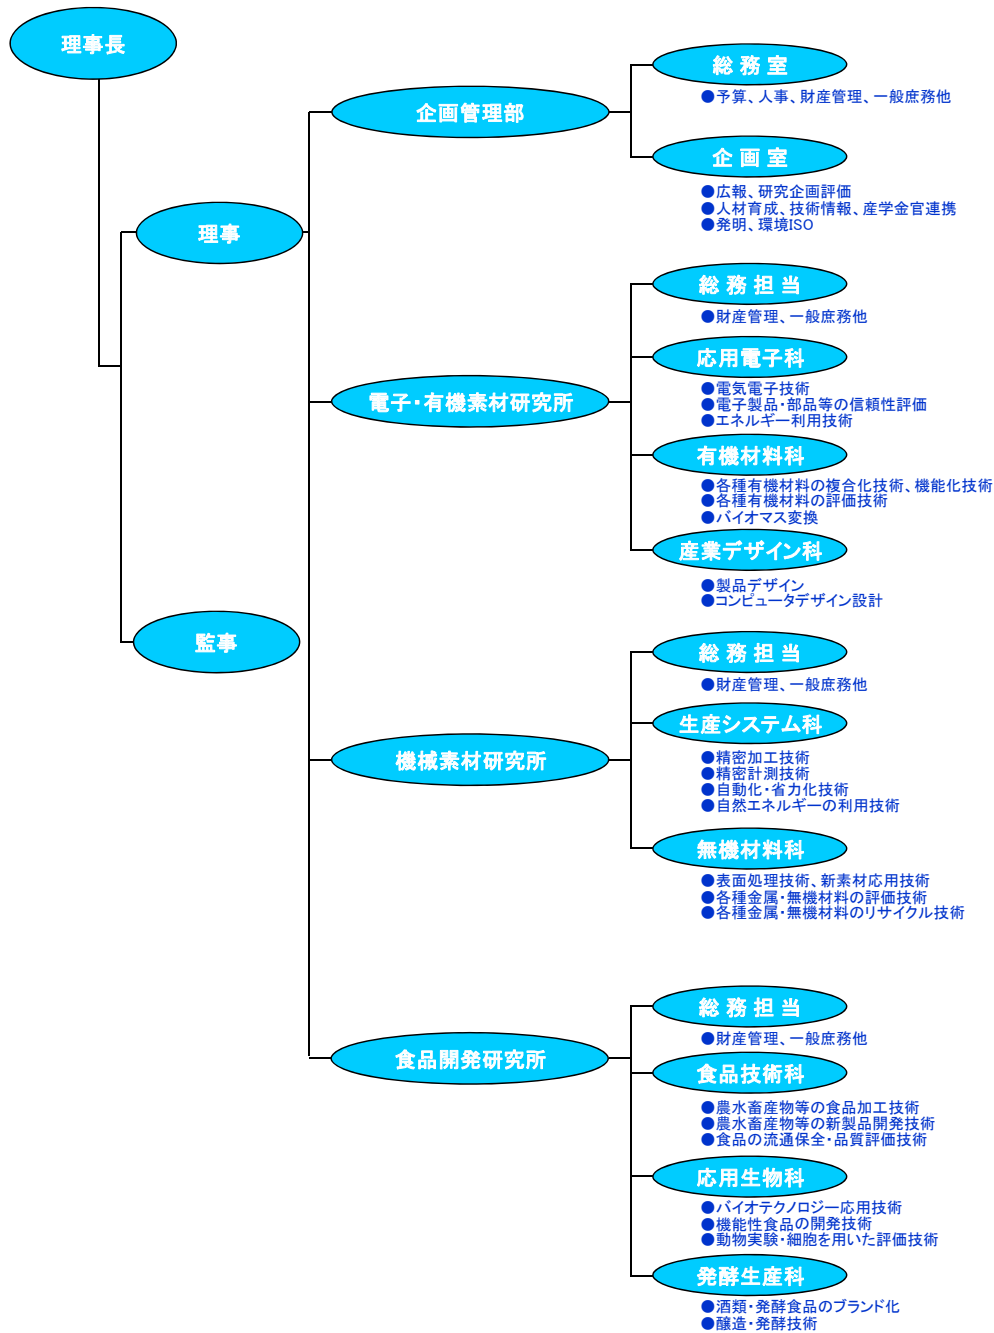 理事長
理事
監事
企画管理部
総務室
●予算、人事、財産管理、一般庶務他
企画室
●広報、研究企画評価
●人材育成、技術情報、産学金官連携
●発明、環境ISO
電子・有機素材研究所
総務担当
●財産管理、一般庶務他
応用電子科
●電気電子技術
●電子製品・部品等の信頼性評価
●エネルギー利用技術
有機材料科
●各種有機材料の複合化技術、機能化技術
●各種有機材料の評価技術
●バイオマス変換
産業デザイン科
●製品デザイン
●コンピュータデザイン設計
機械素材研究所
総務担当
●財産管理、一般庶務他
生産システム科
●精密加工技術
●精密計測技術
●自動化・省力化技術
●自然エネルギーの利用技術
無機材料科
●表面処理技術、新素材応用技術
●各種金属・無機材料の評価技術
●各種金属・無機材料のリサイクル技術
食品開発研究所
総務担当
●財産管理、一般庶務他
食品技術科
●農水畜産物等の食品加工技術
●農水畜産物等の新製品開発技術
●食品の流通保全・品質評価技術
応用生物科
●バイオテクノロジー応用技術
●機能性食品の開発技術
●動物実験・細胞を用いた評価技術
発酵生産科
●酒類・発酵食品のブランド化
●醸造・発酵技術